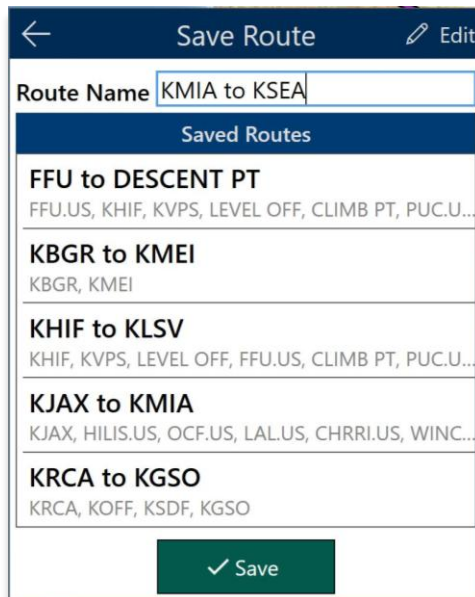 Save Route
Edit
Route Name KMIA to KSEA
Saved Routes
FFU to DESCENT PT
FFU.US, KHIF, KVPS, LEVEL OFF, CLIMB PT, PUC.U...
KBGR to KMEI
KBGR, KMEI
KHIF to KLSV
KHIF, KVPS, LEVEL OFF, FFU.US, CLIMB PT, PUC.U...
KJAX to KMIA
KJAX, HILIS.US, OCF.US, LAL.US, CHRRI.US, WINC...
KRCA to KGSO
KRCA, KOFF, KSDF, KGSO
Save